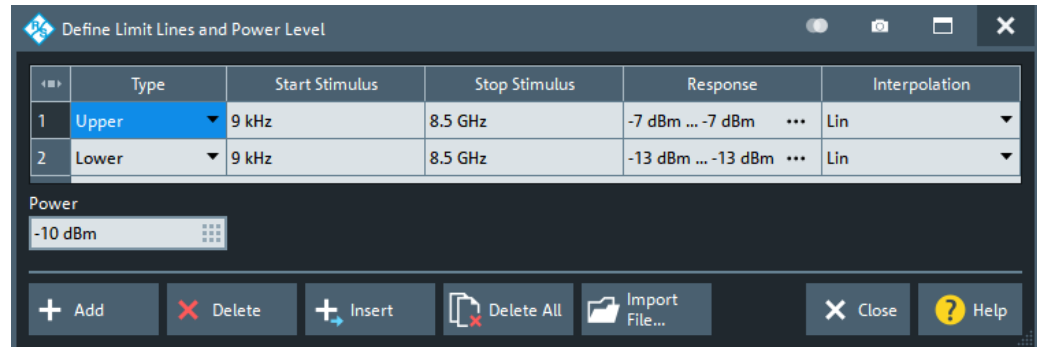 Define Limit Lines and Power Level
Type Start Stimulus Stop Stimulus Response Interpolation
1 Upper 9 kHz 8.5 GHz -7 dBm ... -7 dBm ... Lin
2 Lower 9 kHz 8.5 GHz -13 dBm ... -13 dBm ... Lin
Power
-10 dBm
Add Delete Insert Delete All Import File... Close ? Help